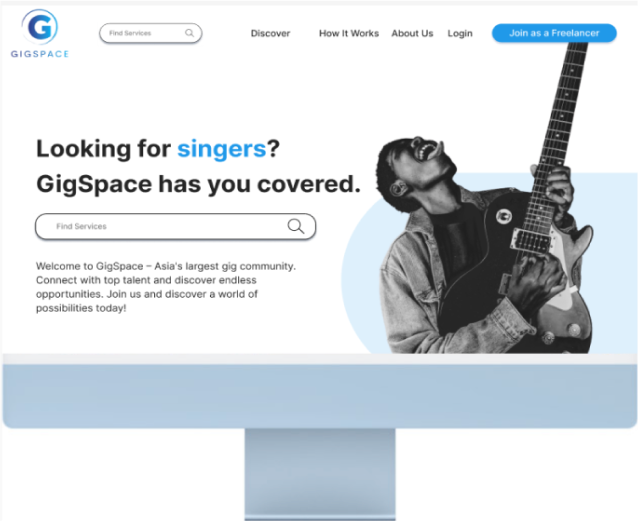 G
GIGSPACE
Find Services
Discover
How It Works
About Us
Login
Join as a Freelancer
Looking for singers?
GigSpace has you covered.
Find Services
Welcome to GigSpace – Asia's largest gig community.
Connect with top talent and discover endless
opportunities. Join us and discover a world of
possibilities today!